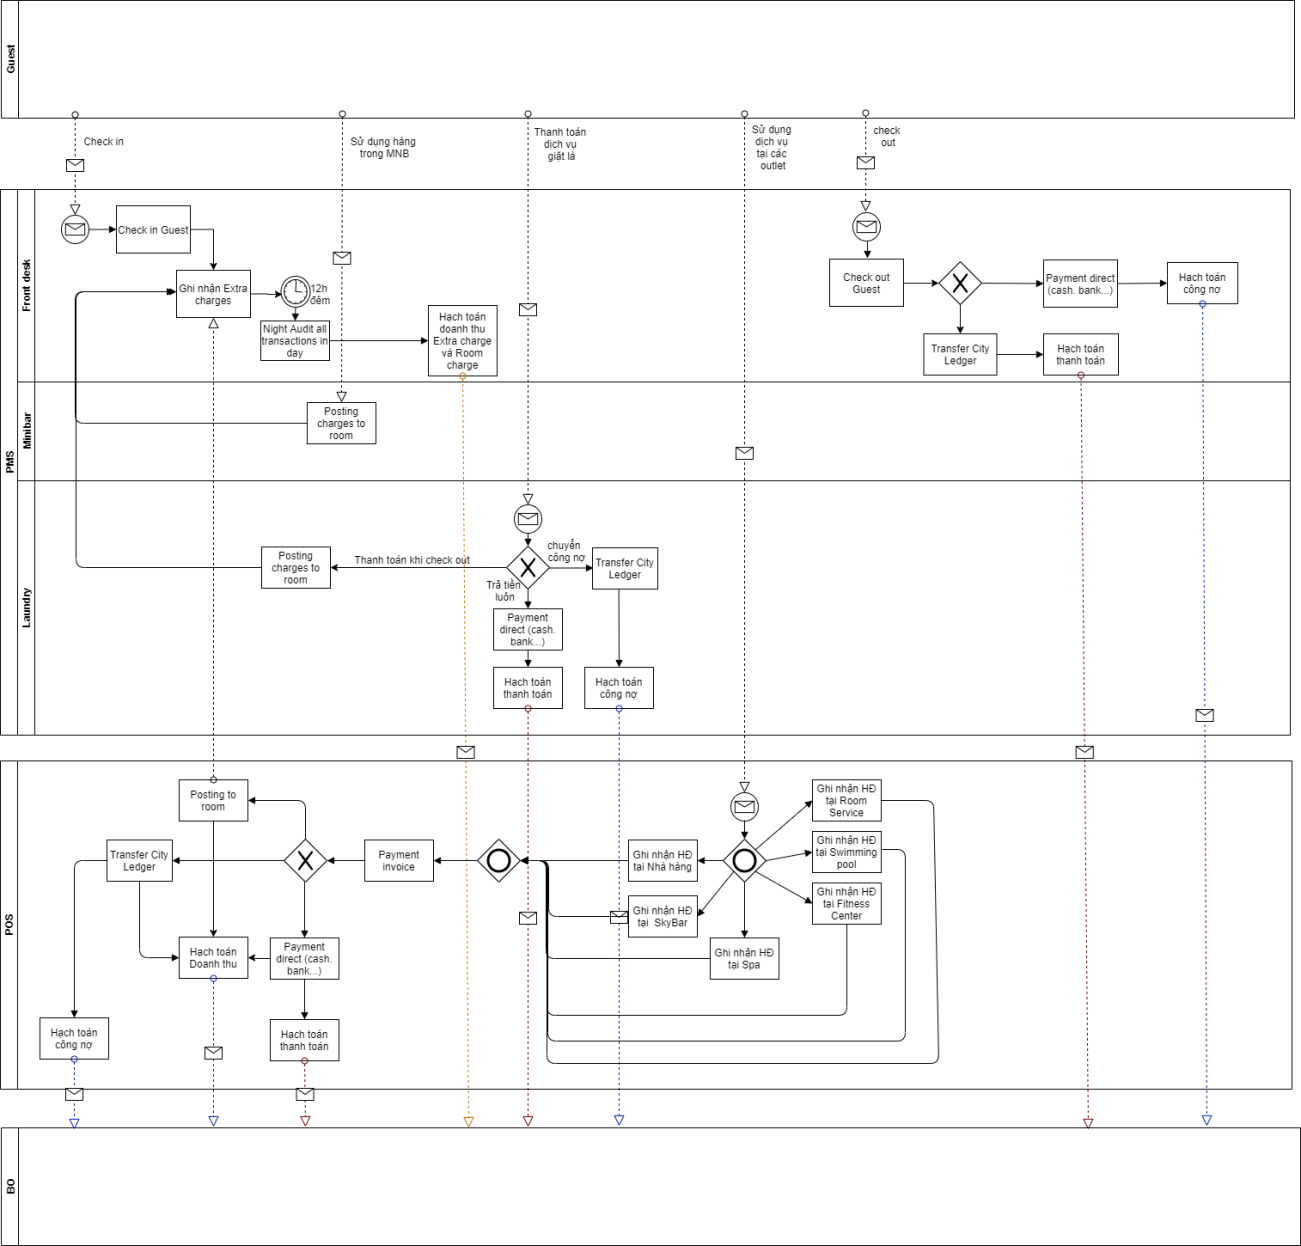 Guest
Check in
Sử dụng hàng
trong MNB
Thanh toán
dịch vụ
giặt là
Sử dụng
dịch vụ
tại các
outlet
check
out
PMS
Front desk
Check in Guest
Ghi nhận Extra
charges
12h
đêm
Night Audit all
transactions in
day
Hạch toán
doanh thu
Extra charge
và Room
charge
Check out
Guest
Payment direct
(cash. bank...)
Hạch toán
công nợ
Transfer City
Ledger
Hạch toán
thanh toán
Minibar
Posting
charges to
room
Laundry
Posting
charges to
room
Thanh toán khi check out
chuyển
công nợ
Transfer City
Ledger
Trả tiền
luôn
Payment
direct (cash.
bank...)
Hạch toán
thanh toán
Hạch toán
công nợ
POS
Posting to
room
Transfer City
Ledger
Payment
invoice
Ghi nhận HĐ
tại Nhà hàng
Ghi nhận HĐ
tại Room
Service
Ghi nhận HĐ
tại Swimming
pool
Ghi nhận HĐ
tại Fitness
Center
Ghi nhận HĐ
tại SkyBar
Ghi nhận HĐ
tại Spa
Hạch toán
Doanh thu
Payment
direct (cash.
bank...)
Hạch toán
công nợ
Hạch toán
thanh toán
BO